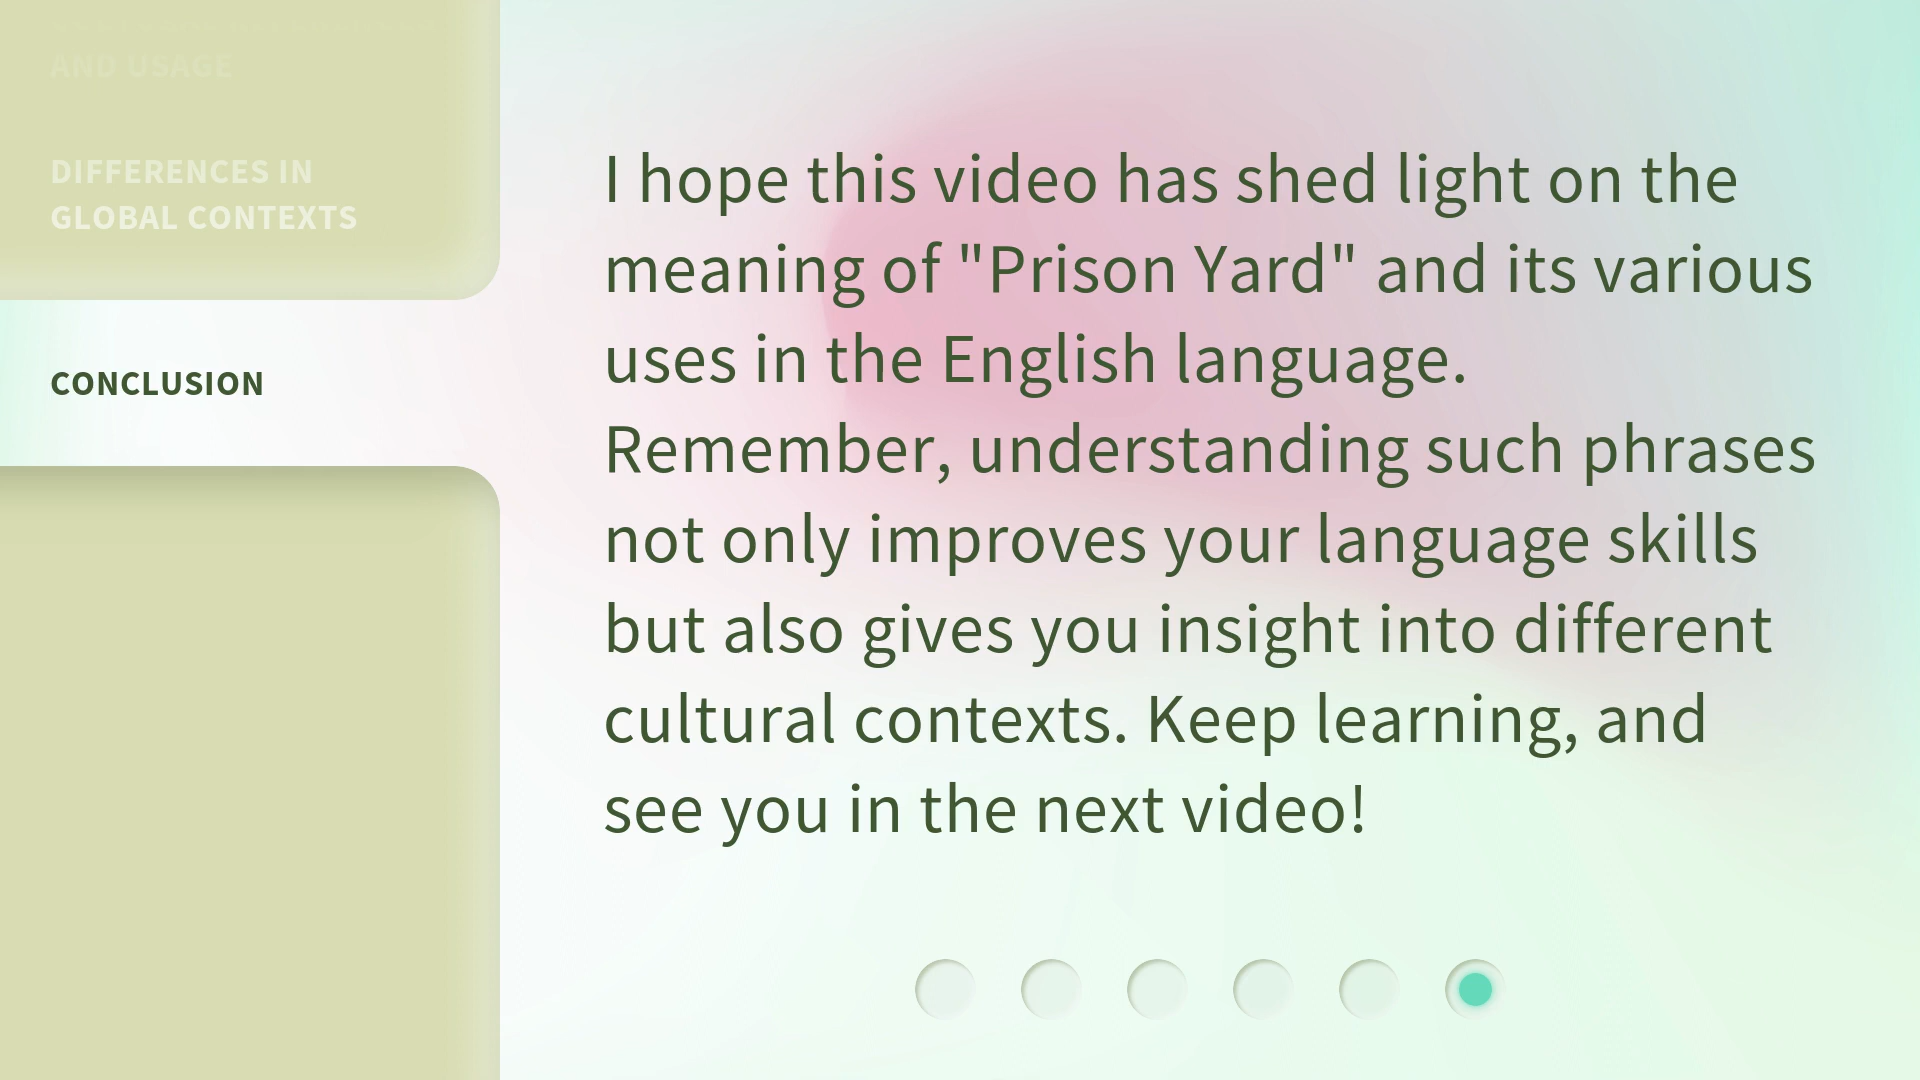 AND USAGE
DIFFERENCES IN
GLOBAL CONTEXTS
CONCLUSION
I hope this video has shed light on the
meaning of "Prison Yard" and its various
uses in the English language.
Remember, understanding such phrases
not only improves your language skills
but also gives you insight into different
cultural contexts. Keep learning, and
see you in the next video!